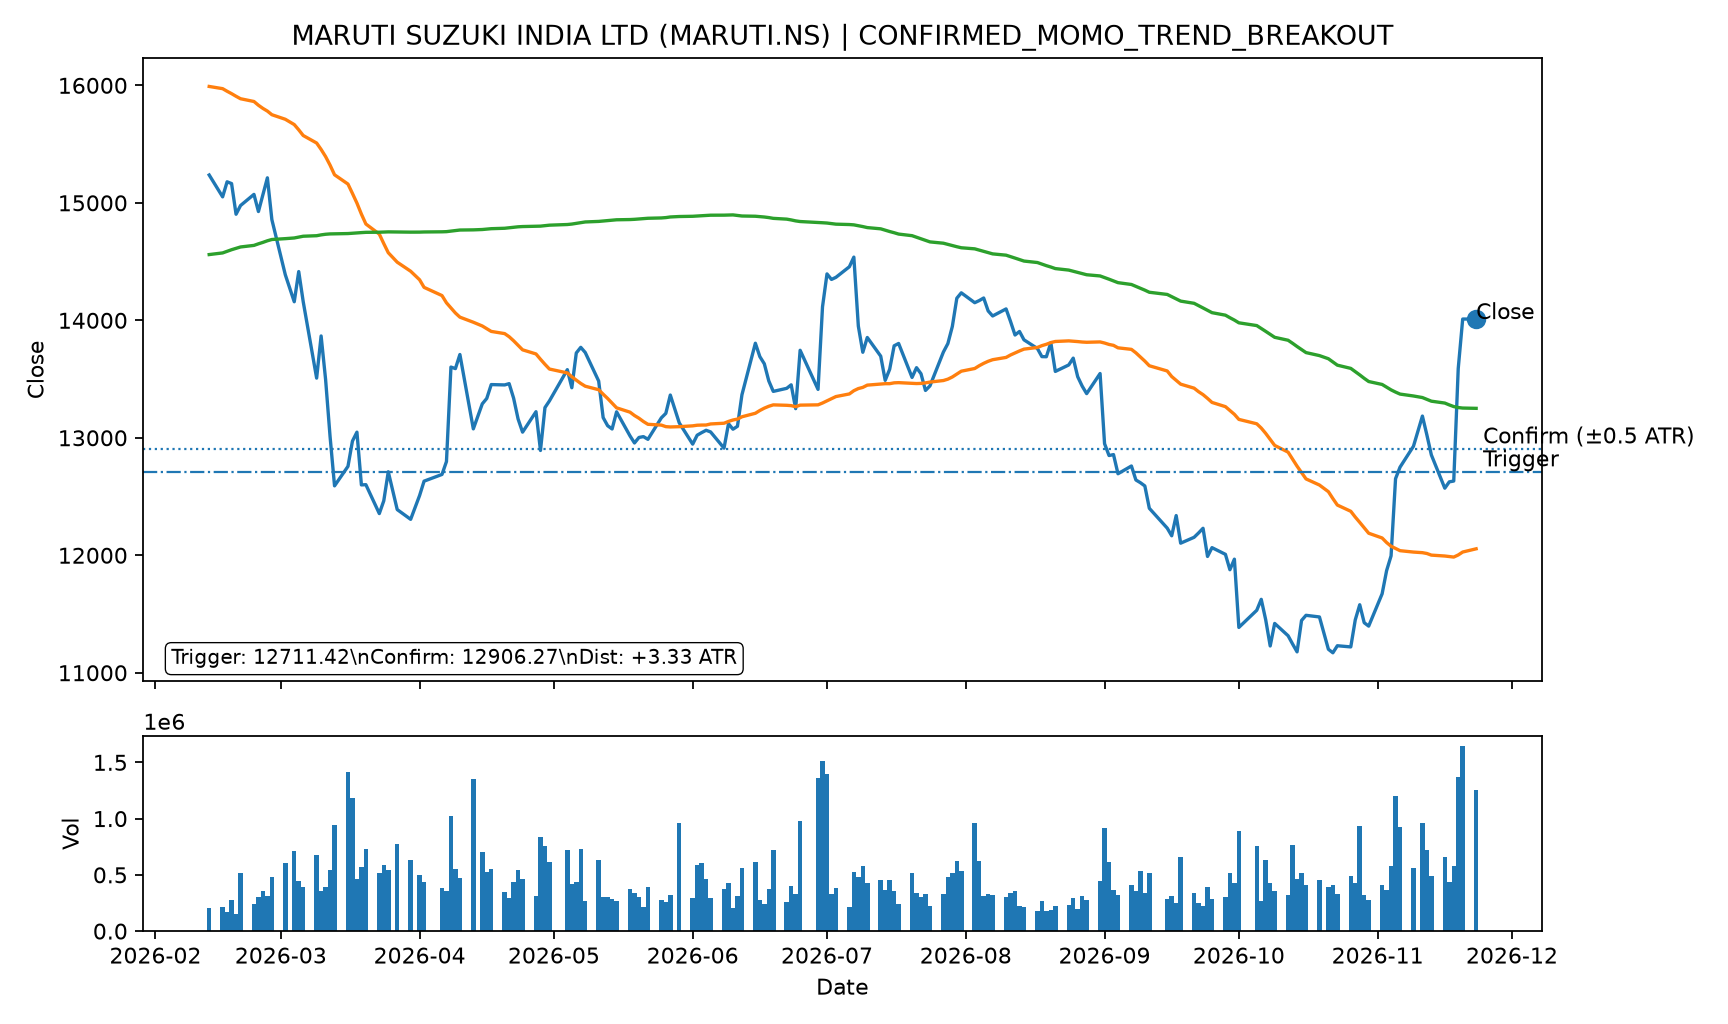 MARUTI SUZUKI INDIA LTD (MARUTI.NS) | CONFIRMED_MOMO_TREND_BREAKOUT
Close
16000
15000
14000
13000
12000
11000
Close
Confirm (±0.5 ATR)
Trigger
Trigger: 12711.42\nConfirm: 12906.27\nDist: +3.33 ATR
1e6
Vol
1.5
1.0
0.5
0.0
2026-02 2026-03 2026-04 2026-05 2026-06 2026-07 2026-08 2026-09 2026-10 2026-11 2026-12
Date